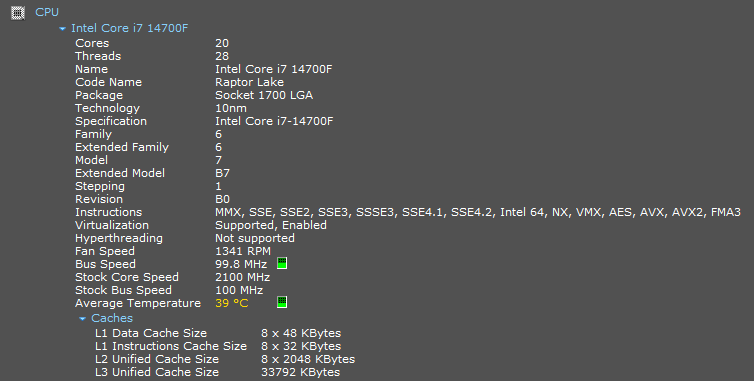 CPU
Intel Core i7 14700F
Cores 20
Threads 28
Name Intel Core i7 14700F
Code Name Raptor Lake
Package Socket 1700 LGA
Technology 10nm
Specification Intel Core i7-14700F
Family 6
Extended Family 6
Model 7
Extended Model B7
Stepping 1
Revision B0
Instructions MMX, SSE, SSE2, SSE3, SSSE3, SSE4.1, SSE4.2, Intel 64, NX, VMX, AES, AVX, AVX2, FMA3
Virtualization Supported, Enabled
Hyperthreading Not supported
Fan Speed 1341 RPM
Bus Speed 99.8 MHz
Stock Core Speed 2100 MHz
Stock Bus Speed 100 MHz
Average Temperature 39 °C
Caches
L1 Data Cache Size 8 x 48 KBytes
L1 Instructions Cache Size 8 x 32 KBytes
L2 Unified Cache Size 8 x 2048 KBytes
L3 Unified Cache Size 33792 KBytes